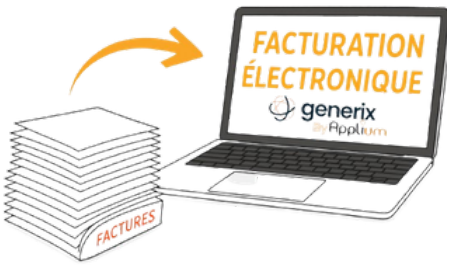 FACTURATION
ÉLECTRONIQUE
generix
By Applium
FACTURES